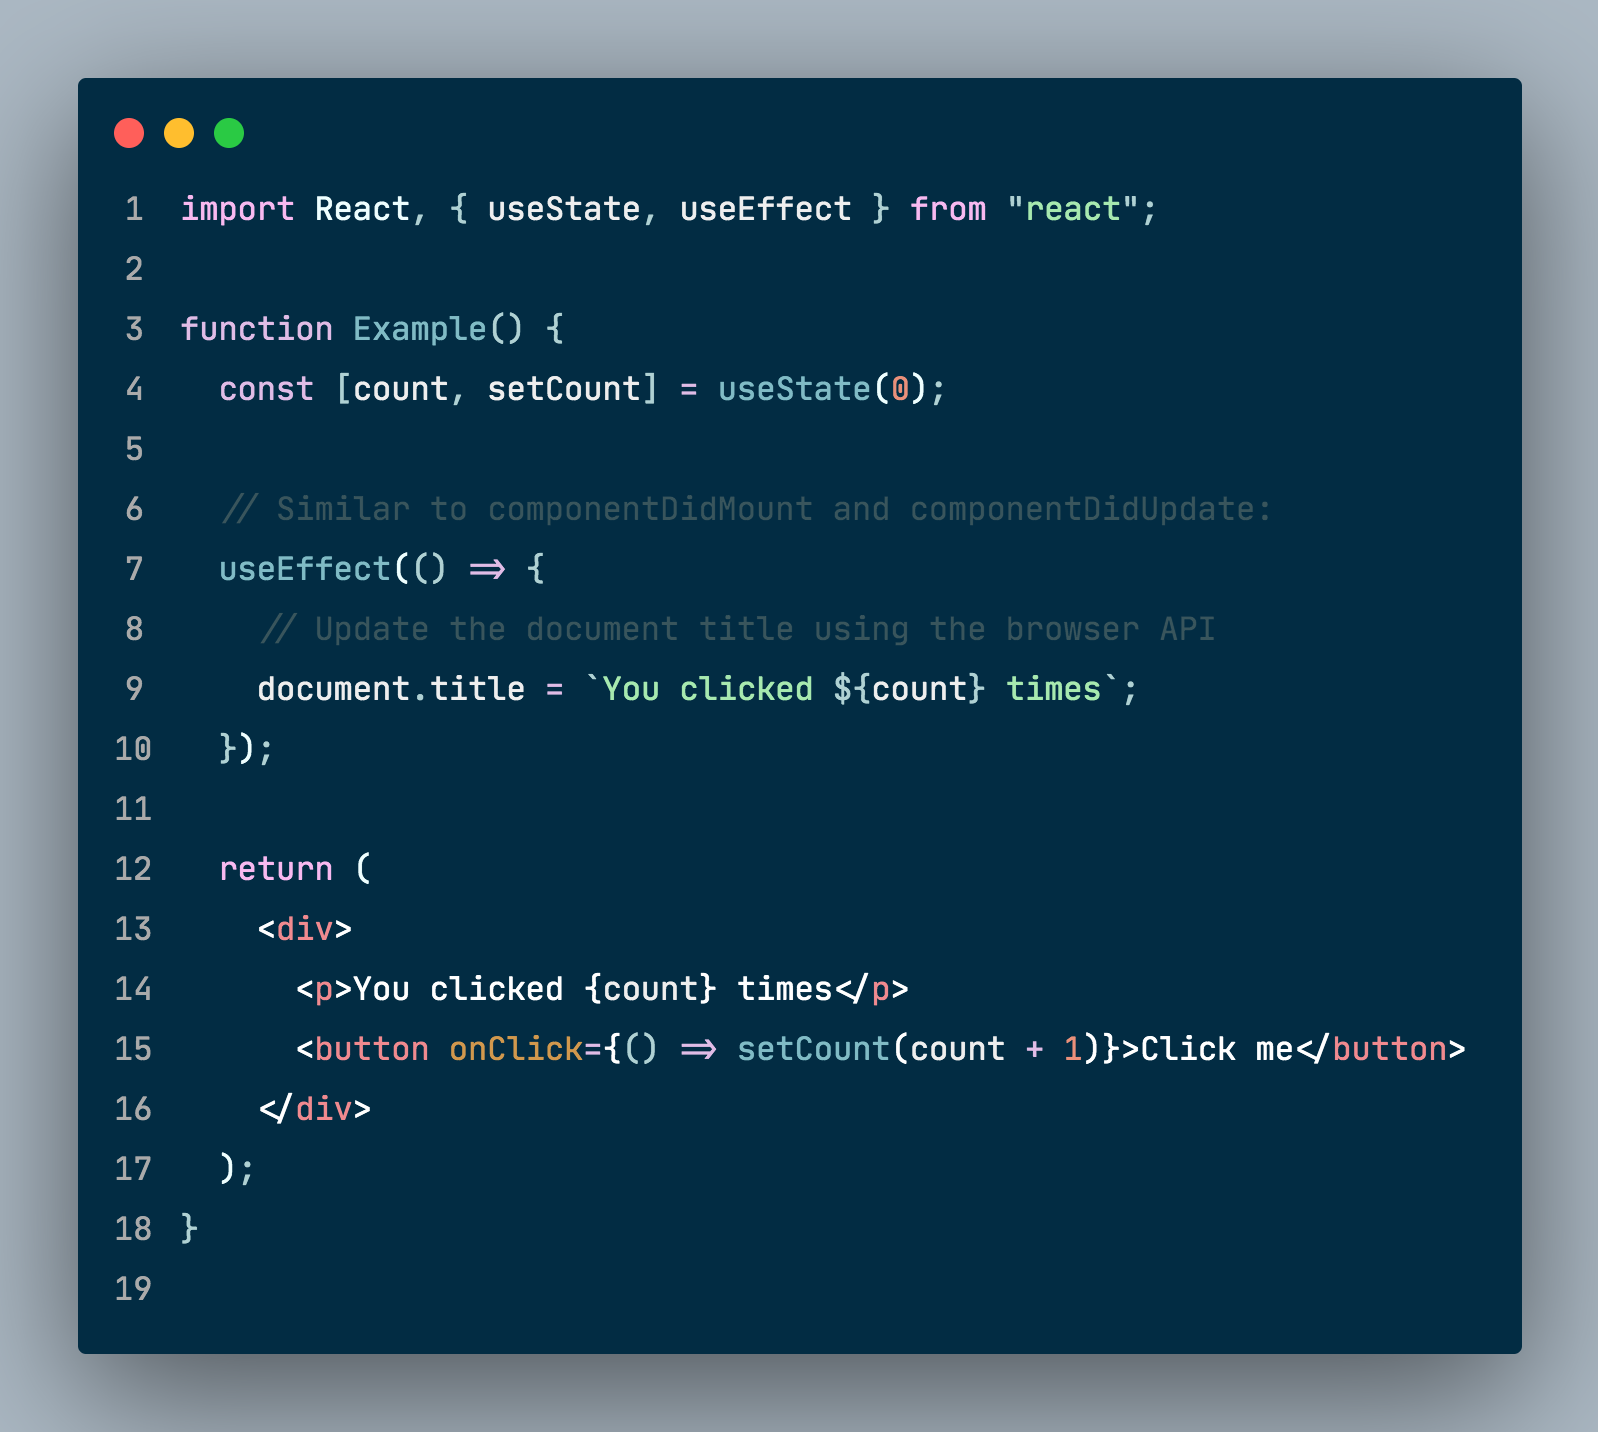 1 import React, { useState, useEffect } from "react";
2
3 function Example() {
4   const [count, setCount] = useState(0);
5
6   // Similar to componentDidMount and componentDidUpdate:
7   useEffect(() => {
8     // Update the document title using the browser API
9     document.title = `You clicked ${count} times`;
10   });
11
12   return (
13     <div>
14       <p>You clicked {count} times</p>
15       <button onClick={() => setCount(count + 1)}>Click me</button>
16     </div>
17   );
18 }
19